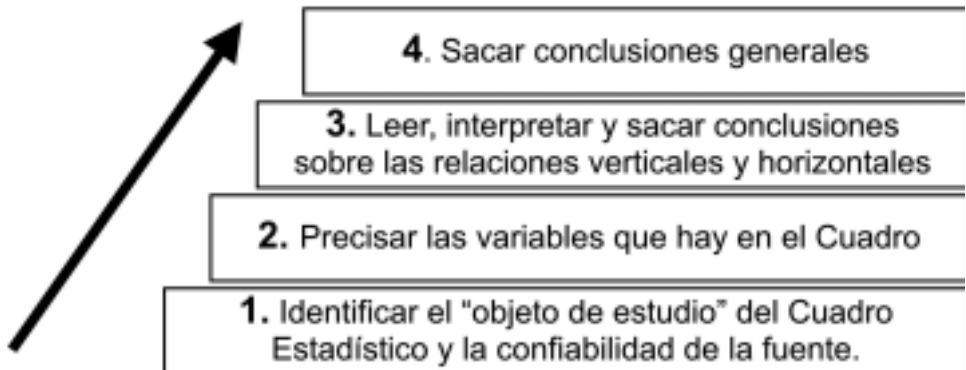 4. Sacar conclusiones generales
3. Leer, interpretar y sacar conclusiones
sobre las relaciones verticales y horizontales
2. Precisar las variables que hay en el Cuadro
1. Identificar el “objeto de estudio” del Cuadro
Estadístico y la confiabilidad de la fuente.